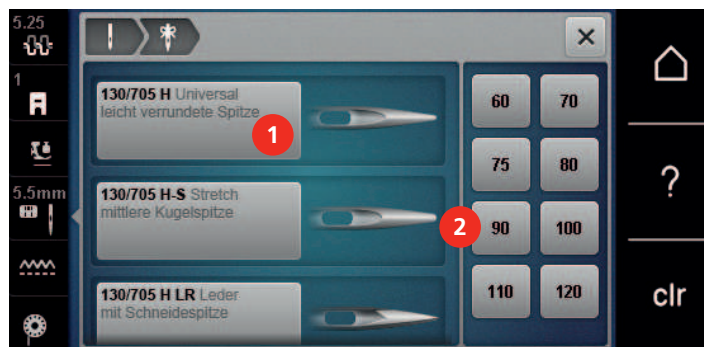 5.25
1
5.5mm
130/705 H Universal
leicht verrundete Spitze
1
130/705 H-S Stretch
mittlere Kugelspitze
2
130/705 H LR Leder
mit Schneidespitze
60 70
75 80
90 100
110 120
?
clr